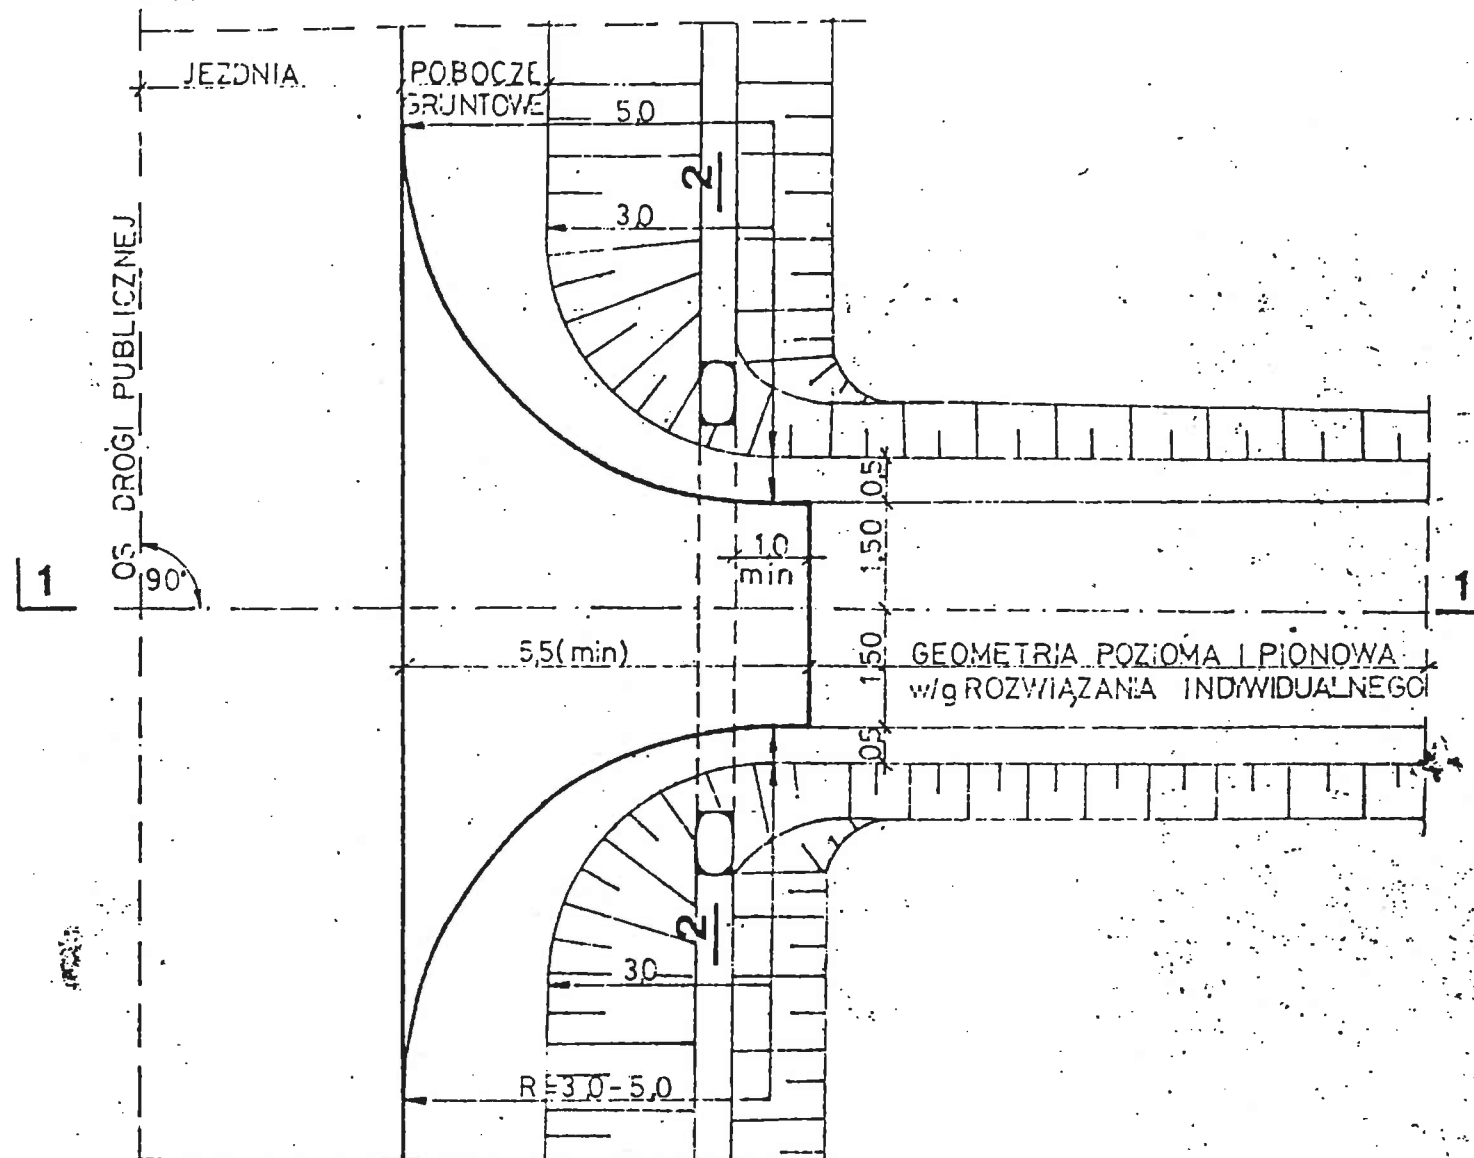 JEZDNIA
POBOCZE
GRUNTOWE
5,0
2
3,0
OŚ DROGI PUBLICZNEJ
0,5
1,50
1,0
min
1
90°
1
5,5(min)
1,50
GEOMETRIA POZIOMA I PIONOWA
w/g ROZWIĄZANIA INDYWIDUALNEGO
0,5
2
3,0
R=3,0-5,0